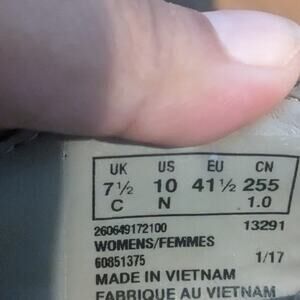 UK US EU CN
7½ 10 41½ 255
C N 1.0
260649172100 13291
WOMENS/FEMMES
60851375 1/17
MADE IN VIETNAM
FABRIQUE AU VIETNAM